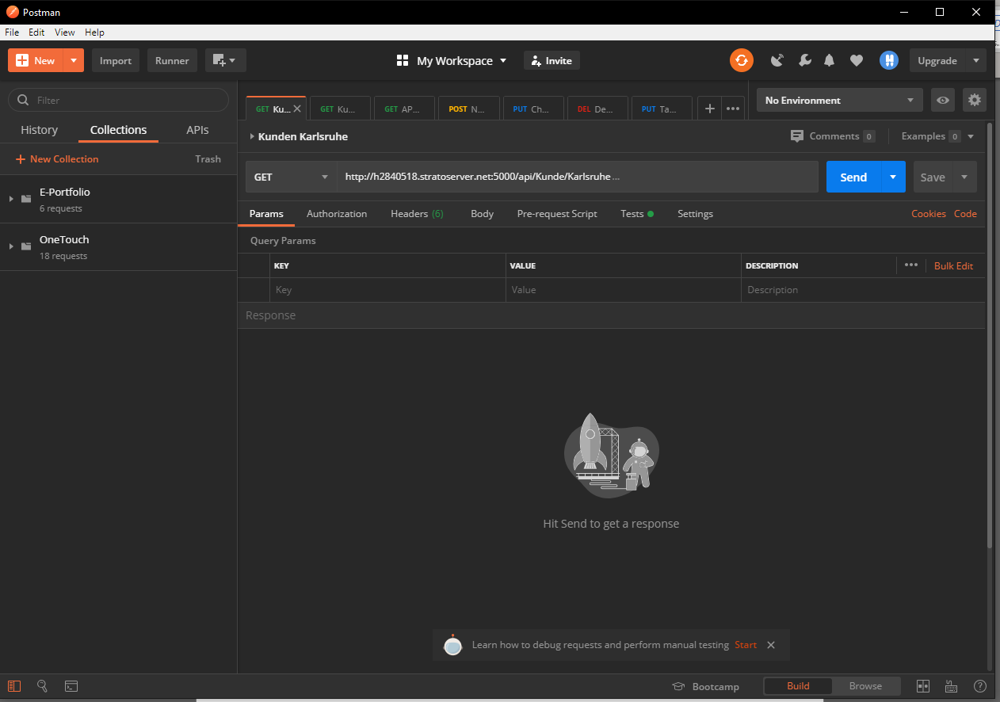 Postman
File Edit View Help
New Import Runner My Workspace Invite Upgrade
Filter
History Collections APIs
New Collection Trash
E-Portfolio
6 requests
OneTouch
18 requests
GET Ku... GET Ku... GET AP... POST N... PUT Ch... DEL De... PUT Ta... No Environment
Kunden Karlsruhe Comments 0 Examples 0
GET http://h2840518.stratoserver.net:5000/api/Kunde/Karlsruhe ... Send Save
Params Authorization Headers (6) Body Pre-request Script Tests Settings Cookies Code
Query Params
KEY VALUE DESCRIPTION Bulk Edit
Key Value Description
Response
Hit Send to get a response
Learn how to debug requests and perform manual testing Start
Bootcamp Build Browse